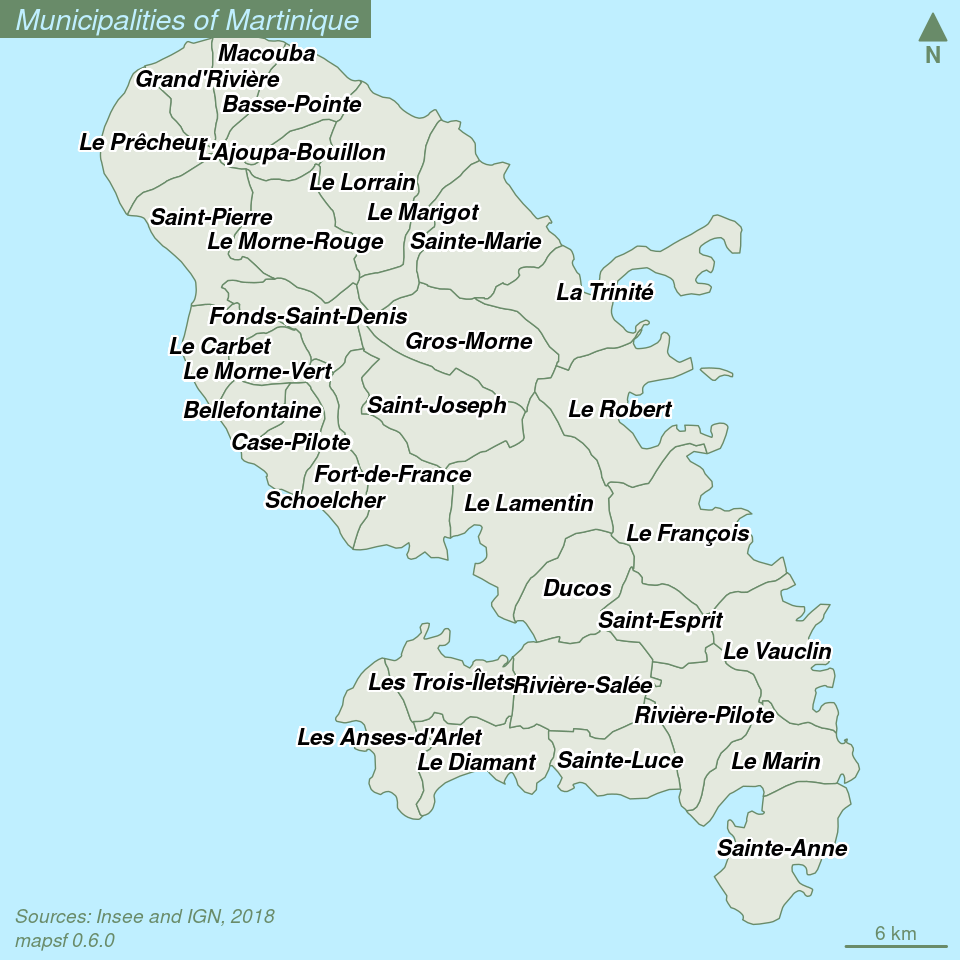 Municipalities of Martinique
N
Macouba
Grand'Rivière
Basse-Pointe
Le Prêcheur
L'Ajoupa-Bouillon
Le Lorrain
Saint-Pierre
Le Marigot
Le Morne-Rouge
Sainte-Marie
La Trinité
Fonds-Saint-Denis
Gros-Morne
Le Carbet
Le Morne-Vert
Saint-Joseph
Bellefontaine
Le Robert
Case-Pilote
Fort-de-France
Schoelcher
Le Lamentin
Le François
Ducos
Saint-Esprit
Le Vauclin
Les Trois-Îlets
Rivière-Salée
Rivière-Pilote
Les Anses-d'Arlet
Le Diamant
Sainte-Luce
Le Marin
Sainte-Anne
Sources: Insee and IGN, 2018
mapsf 0.6.0
6 km